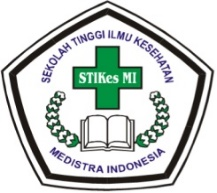 SEKOLAH TINGGI ILMU KESEHATAN
STIKes MI
MEDISTRA INDONESIA